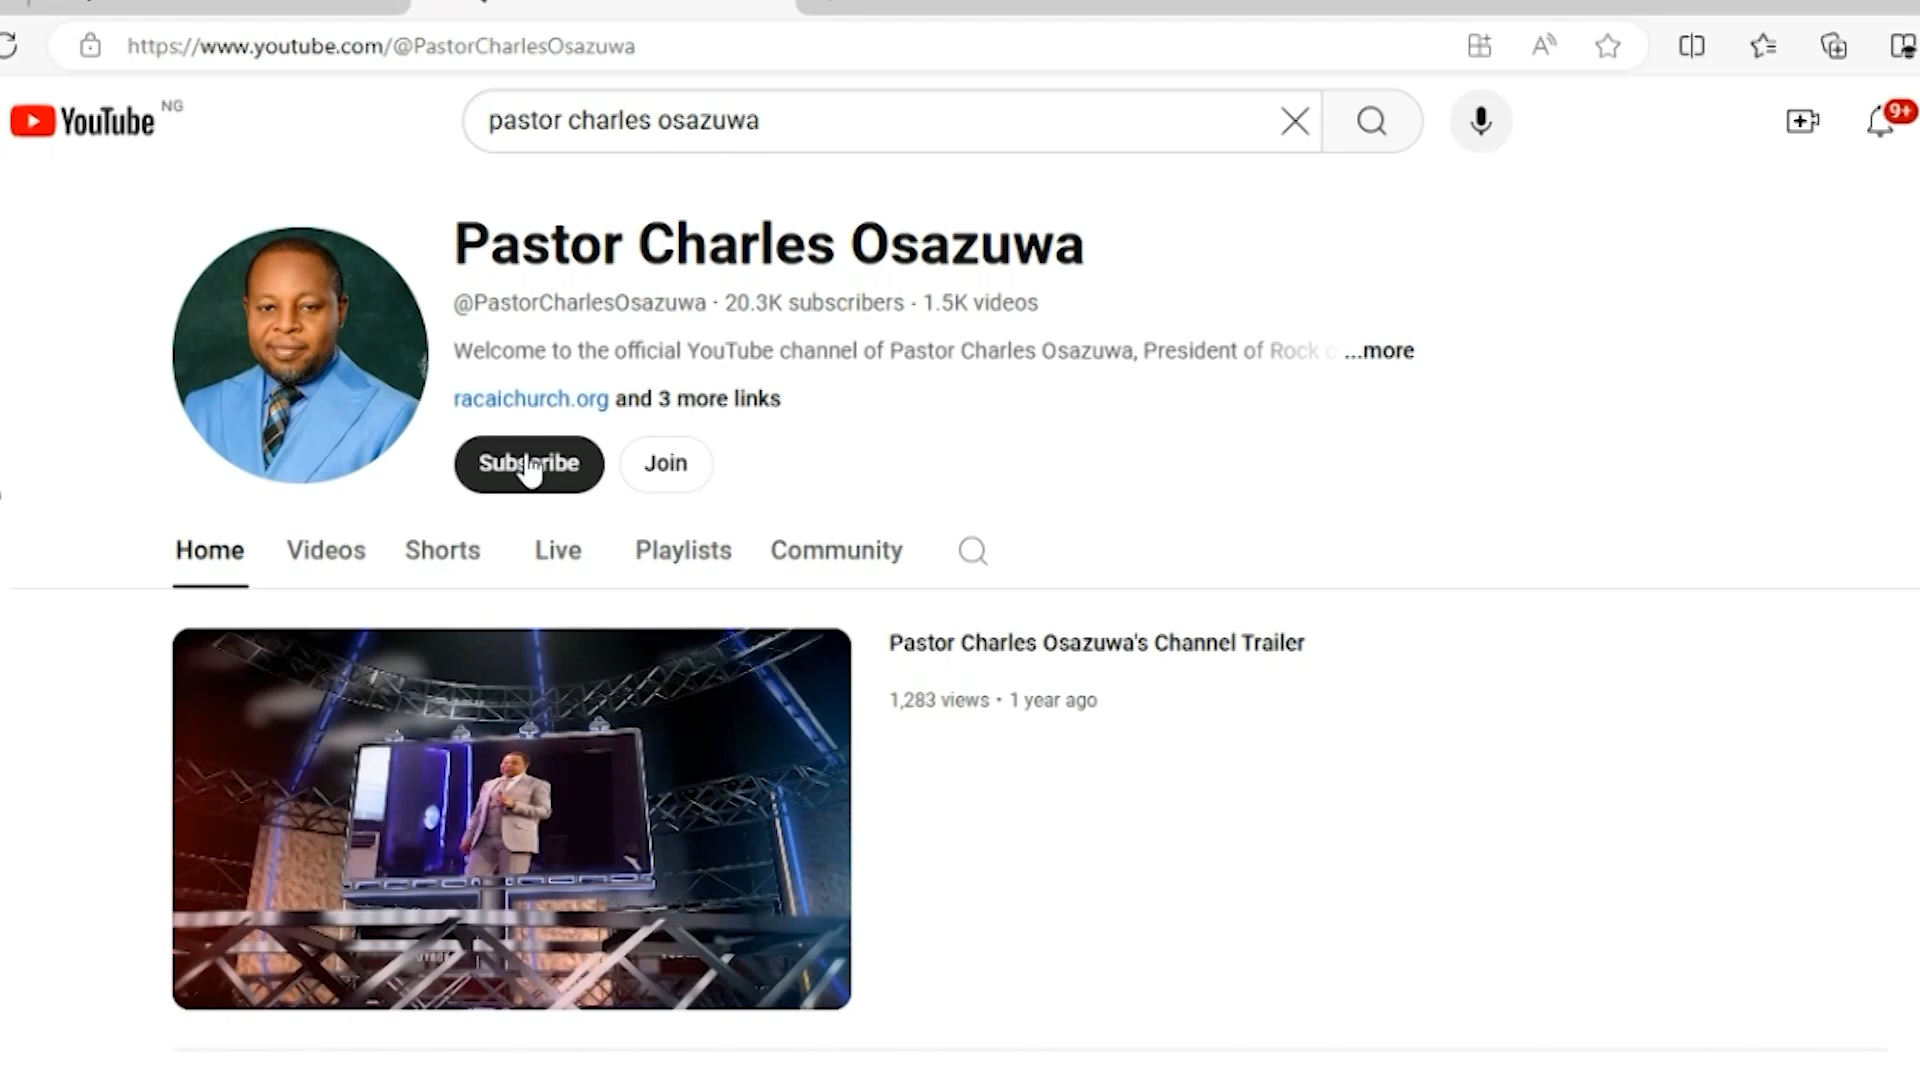 https://www.youtube.com/@PastorCharlesOsazuwa
YouTube NG
pastor charles osazuwa
9+
Pastor Charles Osazuwa
@PastorCharlesOsazuwa · 20.3K subscribers · 1.5K videos
Welcome to the official YouTube channel of Pastor Charles Osazuwa, President of Rock o ...more
racaichurch.org and 3 more links
Subscribe Join
Home Videos Shorts Live Playlists Community
Pastor Charles Osazuwa's Channel Trailer
1,283 views · 1 year ago